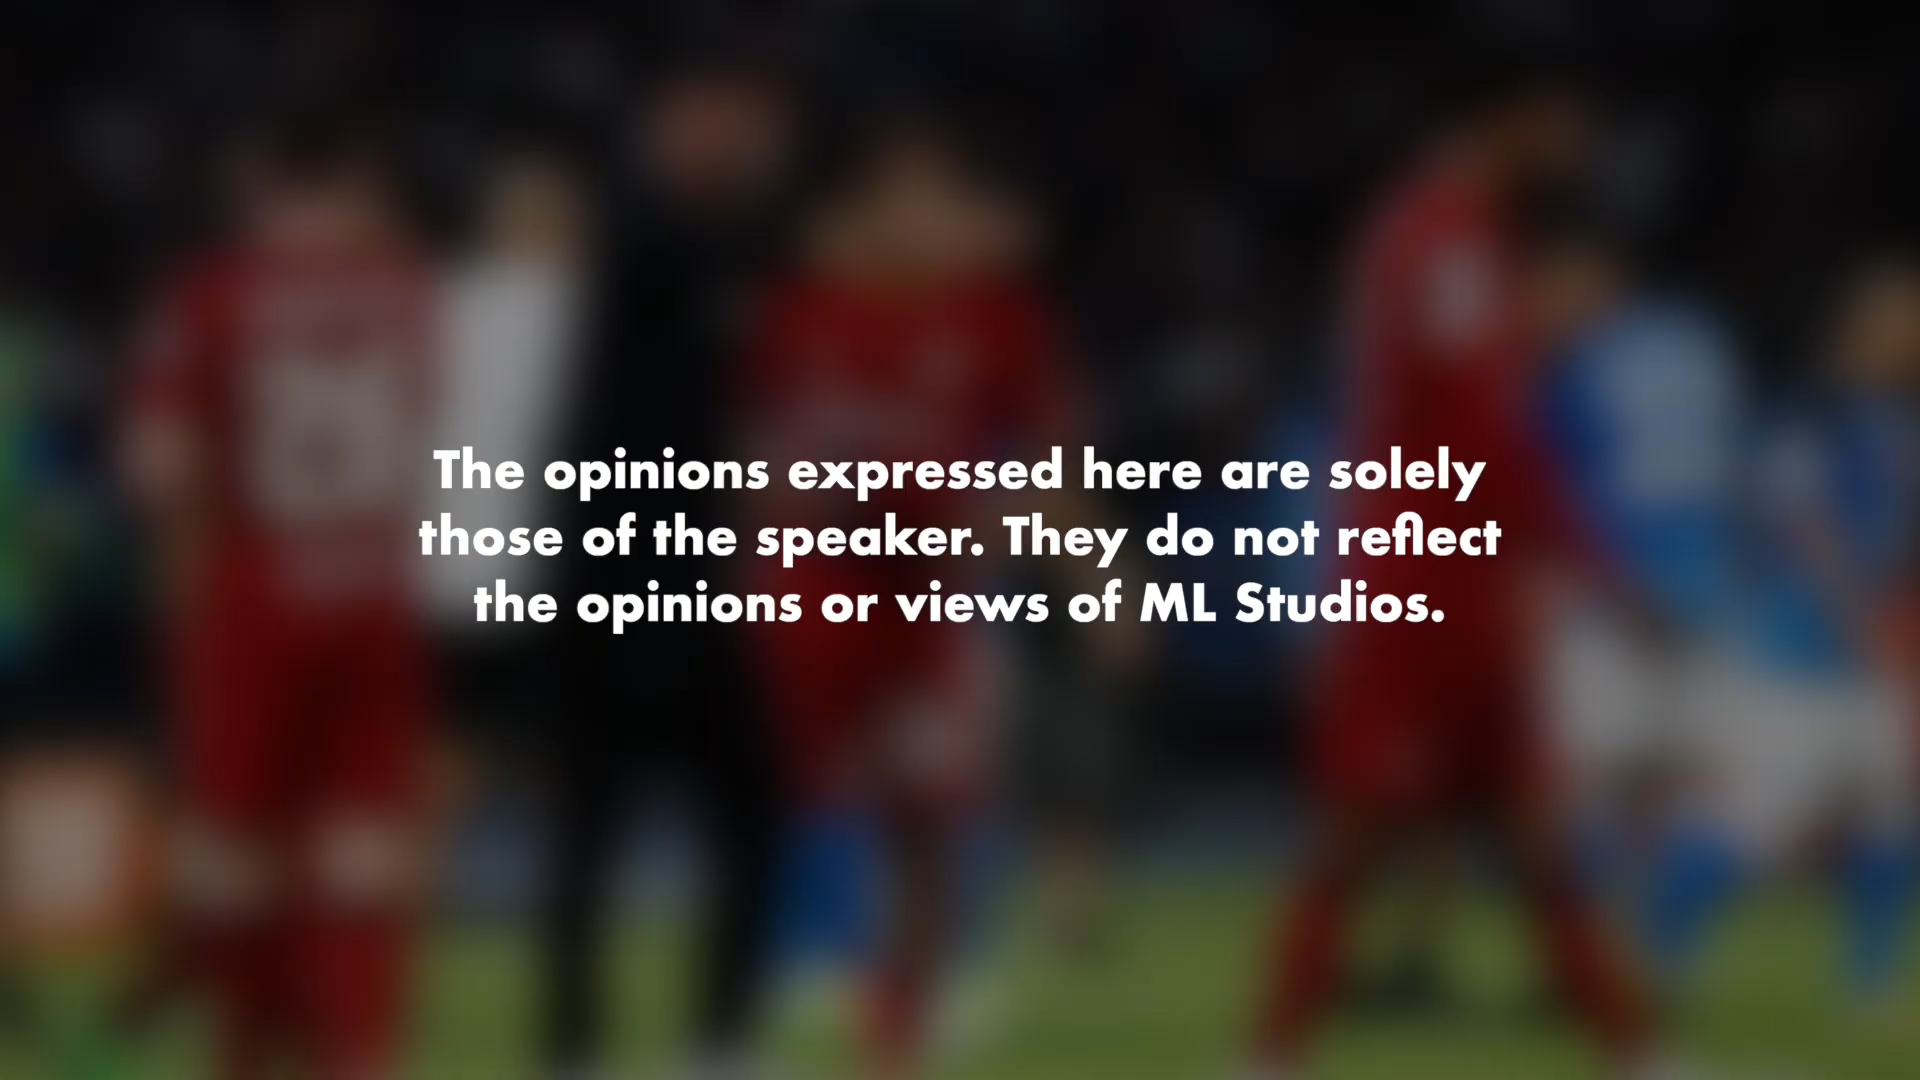 The opinions expressed here are solely
those of the speaker. They do not reflect
the opinions or views of ML Studios.